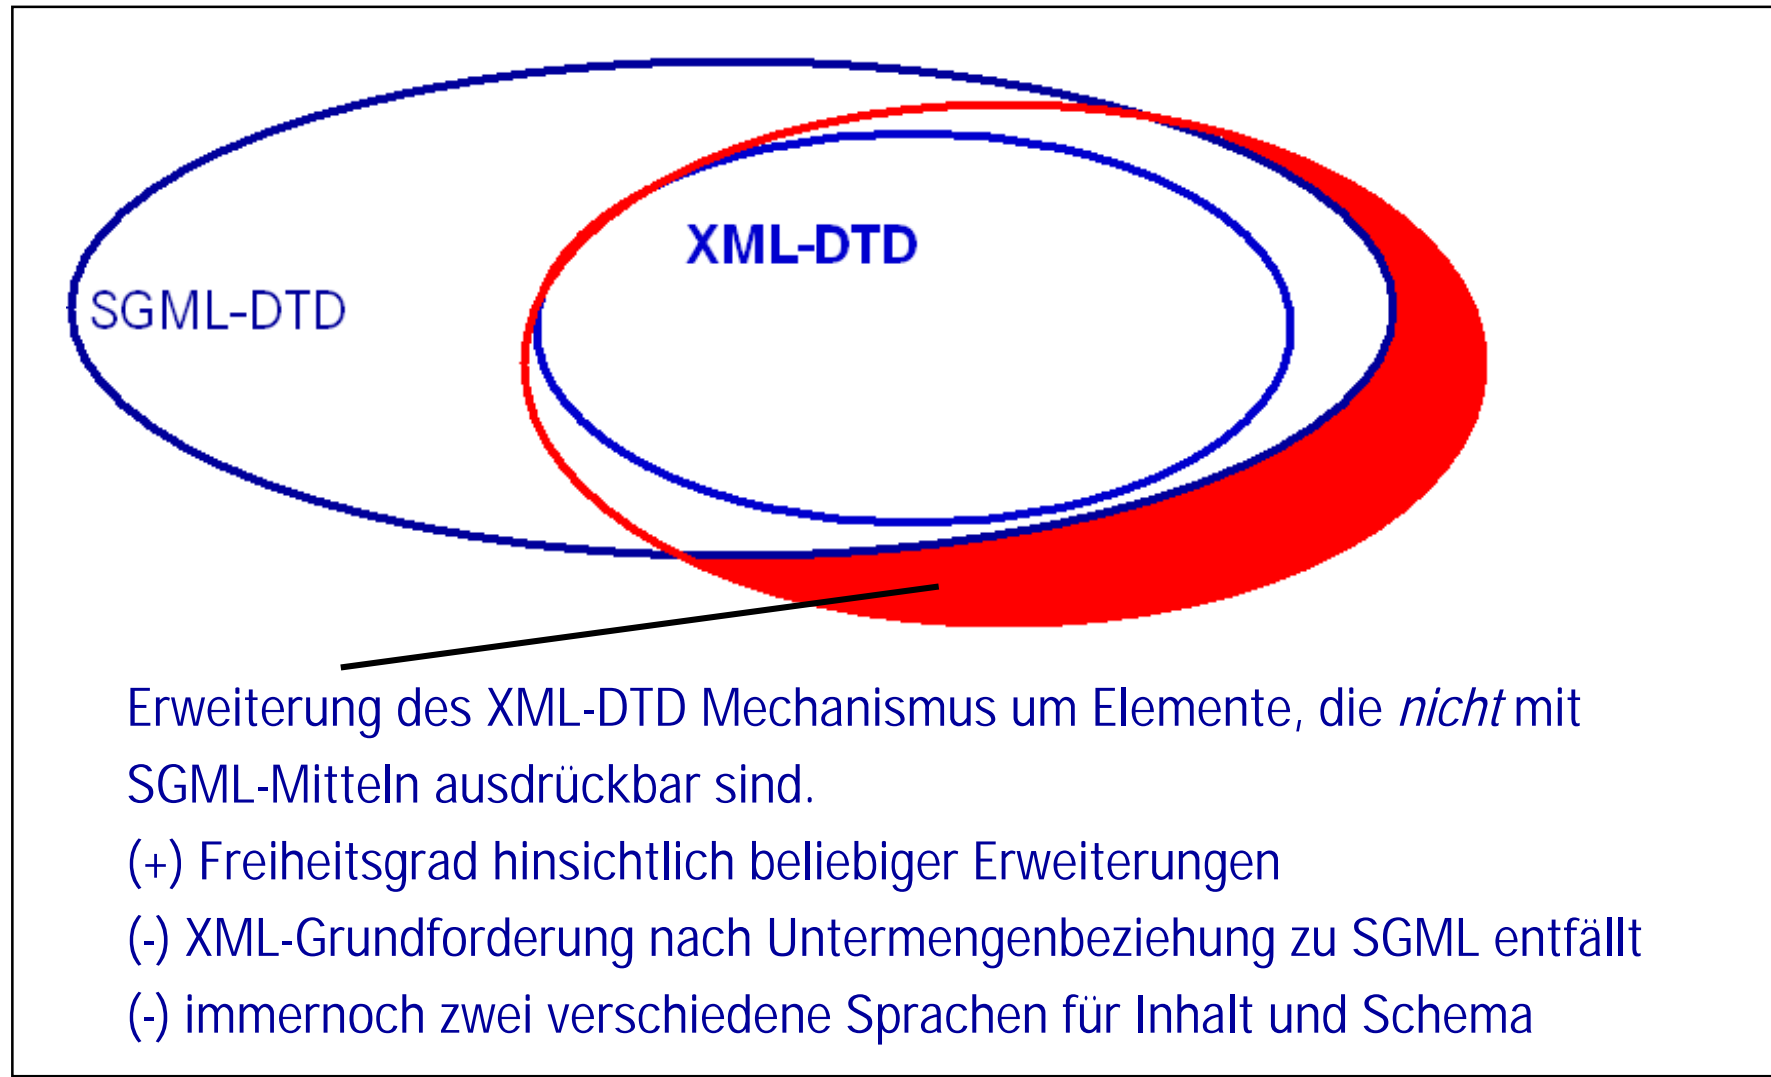 XML-DTD
SGML-DTD
Erweiterung des XML-DTD Mechanismus um Elemente, die nicht mit
SGML-Mitteln ausdrückbar sind.
(+) Freiheitsgrad hinsichtlich beliebiger Erweiterungen
(-) XML-Grundforderung nach Untermengenbeziehung zu SGML entfällt
(-) immernoch zwei verschiedene Sprachen für Inhalt und Schema